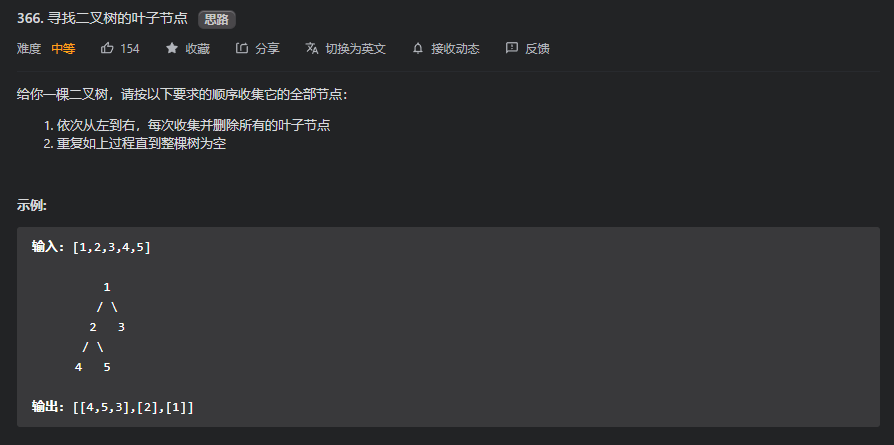 366. 寻找二叉树的叶子节点 思路
难度 中等 154 收藏 分享 切换为英文 接收动态 反馈
给你一棵二叉树，请按以下要求的顺序收集它的全部节点：
1. 依次从左到右，每次收集并删除所有的叶子节点
2. 重复如上过程直到整棵树为空
示例:
输入: [1,2,3,4,5]
1
/ \
2 3
/ \
4 5
输出: [[4,5,3],[2],[1]]